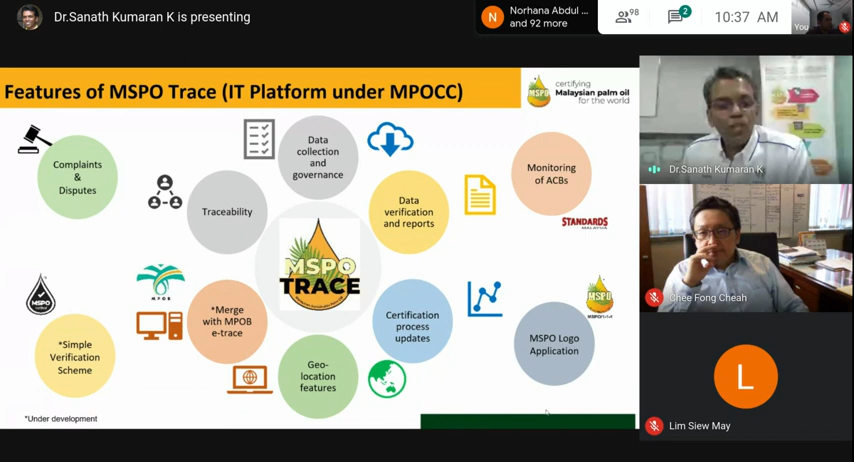 Dr.Sanath Kumaran K is presenting
N
Norhana Abdul ...
and 92 more
98
2
10:37 AM
You
Features of MSPO Trace (IT Platform under MPOCC)
MSPO
certifying
Malaysian palm oil
for the world
Complaints
&
Disputes
Data
collection
and
governance
Monitoring
of ACBs
STANDARDS
MALAYSIA
Traceability
Data
verification
and reports
MSPO
TRACE
MPOB
MSPO
*Merge
with MPOB
e-trace
Certification
process
updates
MSPO
*Simple
Verification
Scheme
MSPO Logo
Application
Geo-
location
features
*Under development
Dr.Sanath Kumaran K
Chee Fong Cheah
L
Lim Siew May